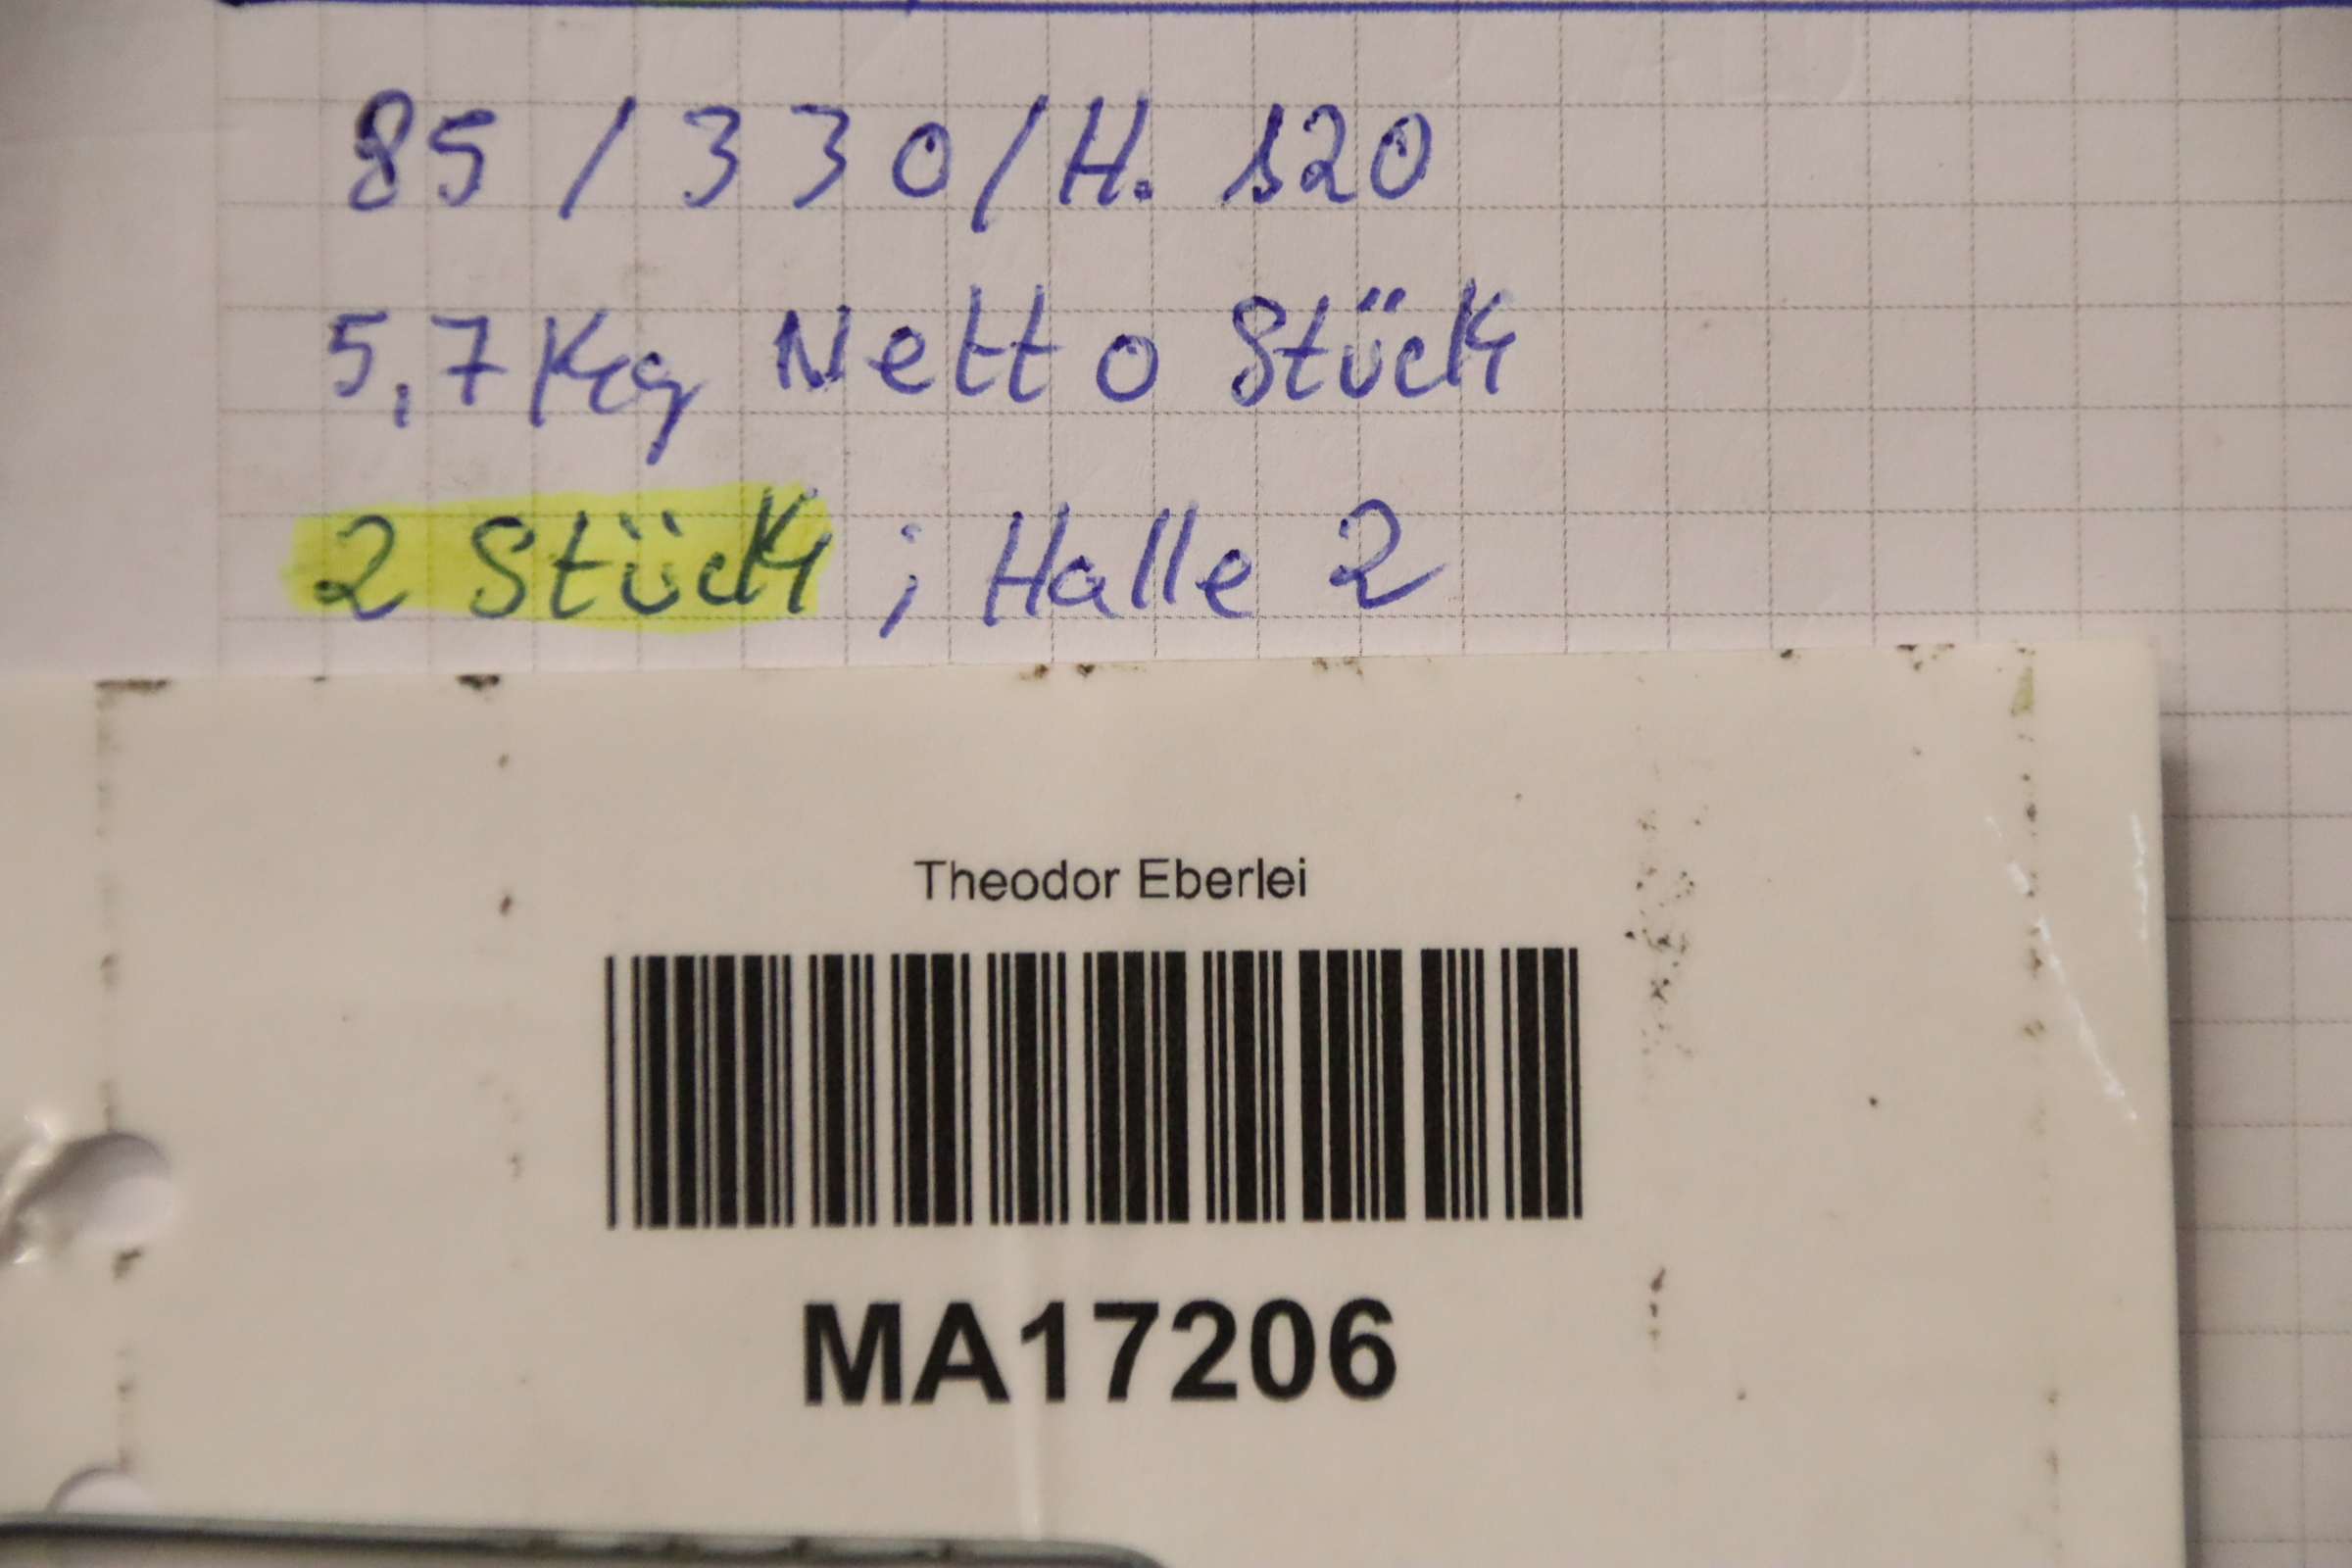 85 / 330 / H. 120
5,7 Kg Netto Stück
2 Stück ; Halle 2
Theodor Eberlei
MA17206